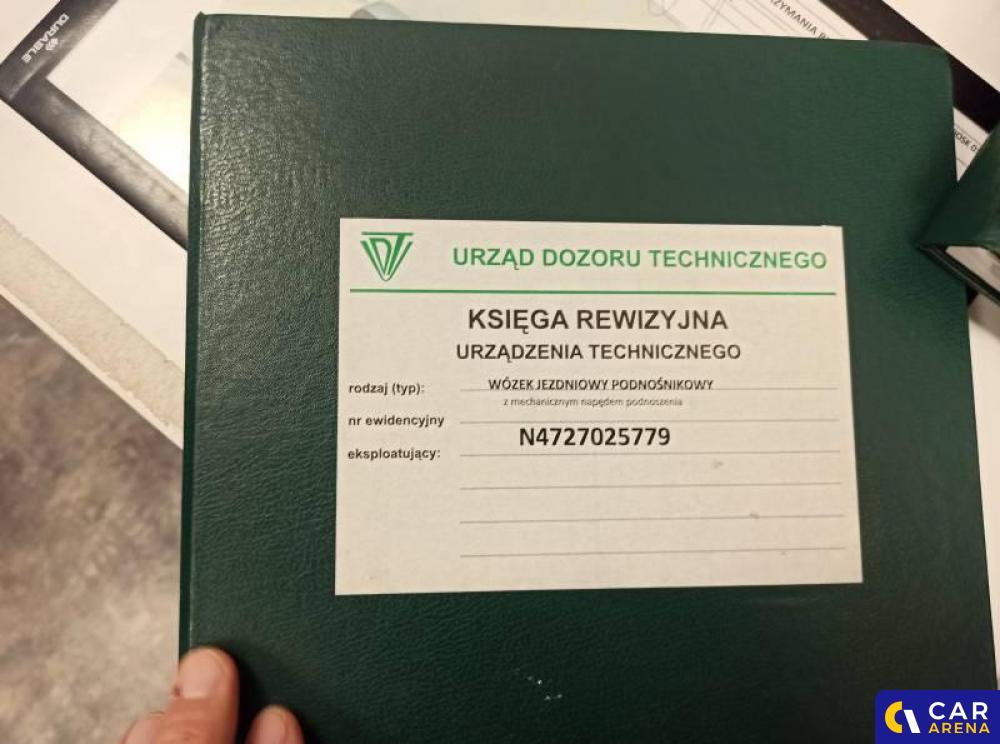 DURABLE
URZĄD DOZORU TECHNICZNEGO
KSIĘGA REWIZYJNA
URZĄDZENIA TECHNICZNEGO
rodzaj (typ): WÓZEK JEZDNIOWY PODNOŚNIKOWY
z mechanicznym napędem podnoszenia
nr ewidencyjny N4727025779
eksploatujący:
CAR
ARENA